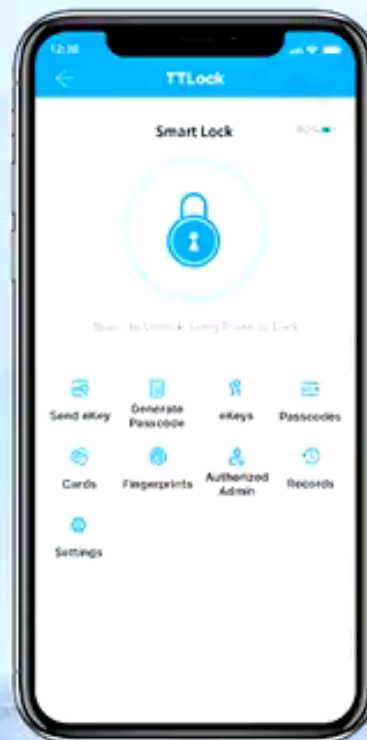 12:30
TTLock
Smart Lock
80%
Send eKey
Generate
Passcode
eKeys
Passcodes
Cards
Fingerprints
Authorized
Admin
Records
Settings